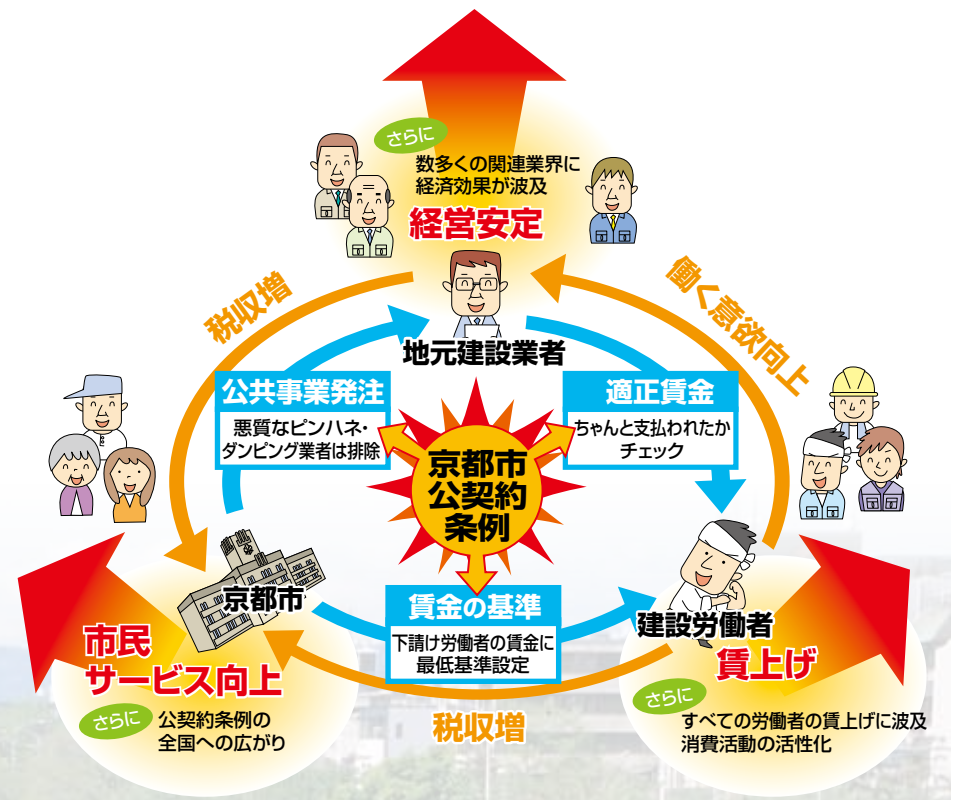 さらに
数多くの関連業界に
経済効果が波及
経営安定
税収増
働く意欲向上
地元建設業者
公共事業発注
悪質なピンハネ・
ダンピング業者は排除
適正賃金
ちゃんと支払われたか
チェック
京都市
公契約
条例
京都市
賃金の基準
下請け労働者の賃金に
最低基準設定
建設労働者
市民
サービス向上
さらに
公契約条例の
全国への広がり
税収増
賃上げ
さらに
すべての労働者の賃上げに波及
消費活動の活性化